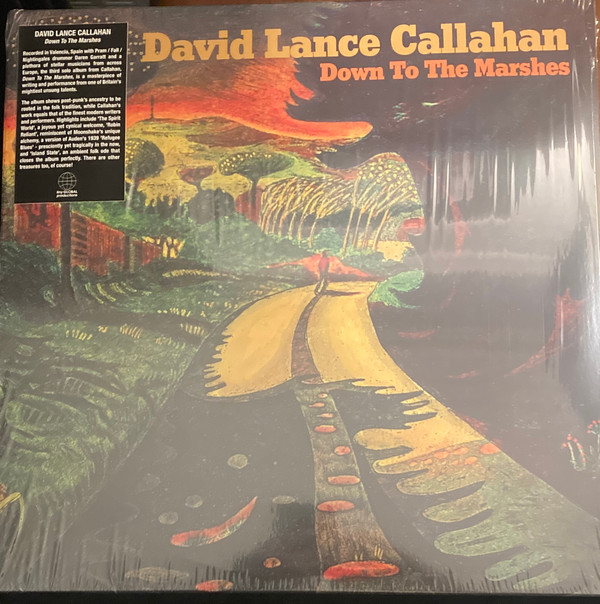 DAVID LANCE CALLAHAN
Down To The Marshes
Recorded in Valencia, Spain with Pram / Fall /
Nightingales drummer Daren Garratt and a
plethora of stellar musicians from across
Europe, the third solo album from Callahan,
Down To The Marshes, is a masterpiece of
writing and performance from one of Britain's
mightiest unsung talents.
The album shows post-punk's ancestry to be
rooted in the folk tradition, while Callahan's
work equals that of the finest modern writers
and performers. Highlights include 'The Spirit
World', a joyous yet cynical welcome, 'Robin
Reliant', reminiscent of Moonshake's unique
alchemy, a version of Auden's 1939 'Refugee
Blues' - presciently yet tragically in the now,
and 'Island State', an ambient folk ode that
closes the album perfectly. There are other
treasures too, of course!
tiny GLOBAL
productions
David Lance Callahan
Down To The Marshes